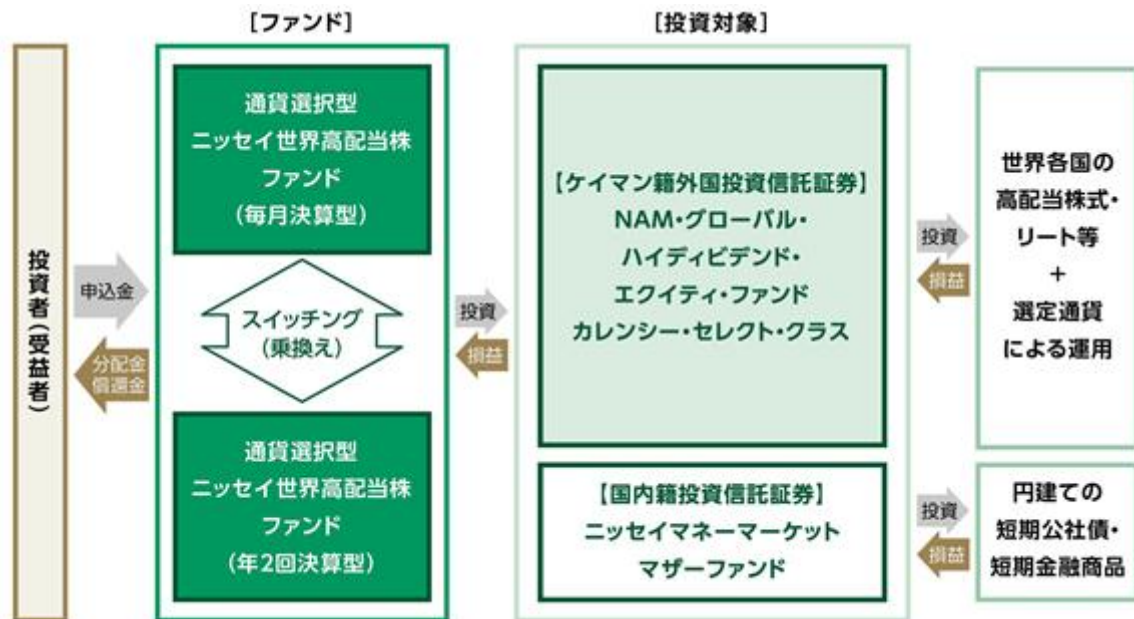 [ファンド]
[投資対象]
投資者(受益者)
申込金
分配金
償還金
通貨選択型
ニッセイ世界高配当株
ファンド
(毎月決算型)
スイッチング
(乗換え)
通貨選択型
ニッセイ世界高配当株
ファンド
(年2回決算型)
投資
損益
【ケイマン籍外国投資信託証券】
NAM・グローバル・
ハイディビデンド・
エクイティ・ファンド
カレンシー・セレクト・クラス
【国内籍投資信託証券】
ニッセイマネーマーケット
マザーファンド
投資
損益
世界各国の
高配当株式・
リート等
+
選定通貨
による運用
投資
損益
円建ての
短期公社債・
短期金融商品